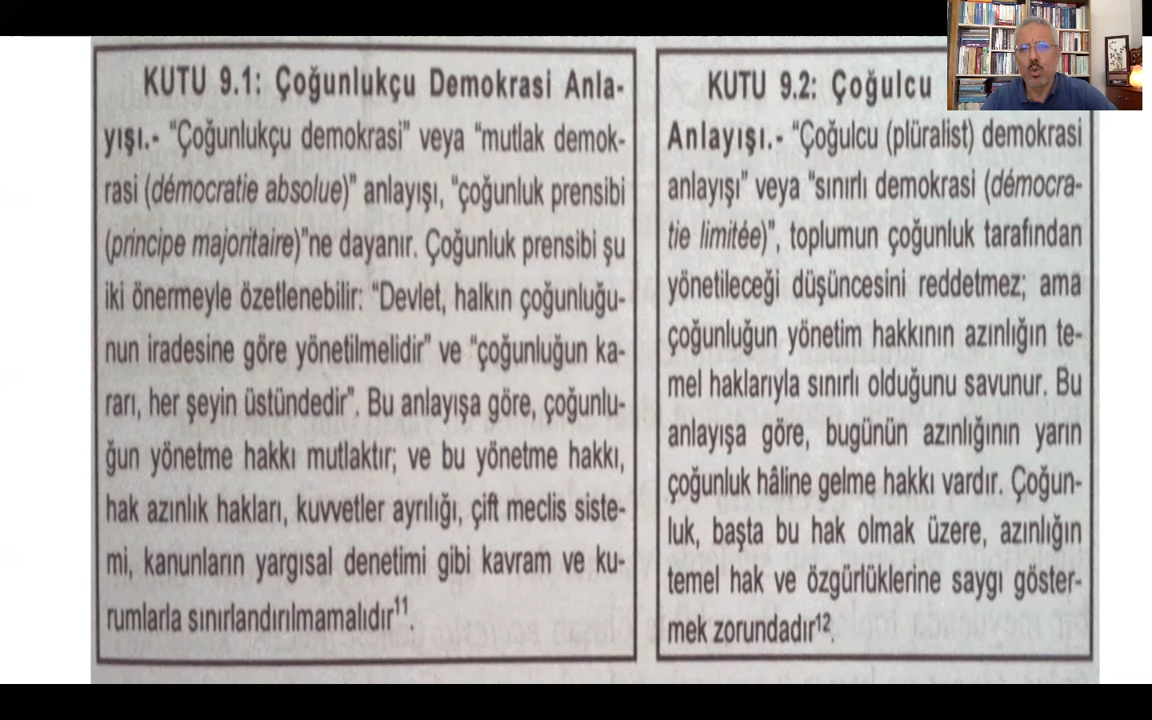 KUTU 9.1: Çoğunlukçu Demokrasi Anla-
yışı.- “Çoğunlukçu demokrasi” veya “mutlak demok-
rasi (démocratie absolue)” anlayışı, “çoğunluk prensibi
(principe majoritaire)”ne dayanır. Çoğunluk prensibi şu
iki önermeyle özetlenebilir: “Devlet, halkın çoğunluğu-
nun iradesine göre yönetilmelidir” ve “çoğunluğun ka-
rarı, her şeyin üstündedir”. Bu anlayışa göre, çoğunlu-
ğun yönetme hakkı mutlaktır; ve bu yönetme hakkı,
hak azınlık hakları, kuvvetler ayrılığı, çift meclis siste-
mi, kanunların yargısal denetimi gibi kavram ve ku-
rumlarla sınırlandırılmamalıdır11.
KUTU 9.2: Çoğulcu
Anlayışı.- “Çoğulcu (plüralist) demokrasi
anlayışı” veya “sınırlı demokrasi (démocra-
tie limitée)”, toplumun çoğunluk tarafından
yönetileceği düşüncesini reddetmez; ama
çoğunluğun yönetim hakkının azınlığın te-
mel haklarıyla sınırlı olduğunu savunur. Bu
anlayışa göre, bugünün azınlığının yarın
çoğunluk hâline gelme hakkı vardır. Çoğun-
luk, başta bu hak olmak üzere, azınlığın
temel hak ve özgürlüklerine saygı göster-
mek zorundadır12.